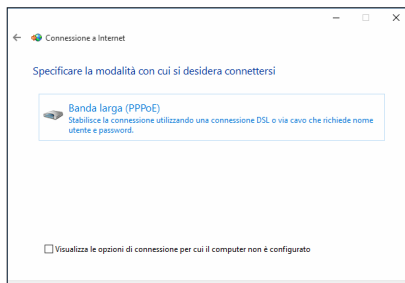 Connessione a Internet
Specificare la modalità con cui si desidera connettersi
Banda larga (PPPoE)
Stabilisce la connessione utilizzando una connessione DSL o via cavo che richiede nome
utente e password.
Visualizza le opzioni di connessione per cui il computer non è configurato